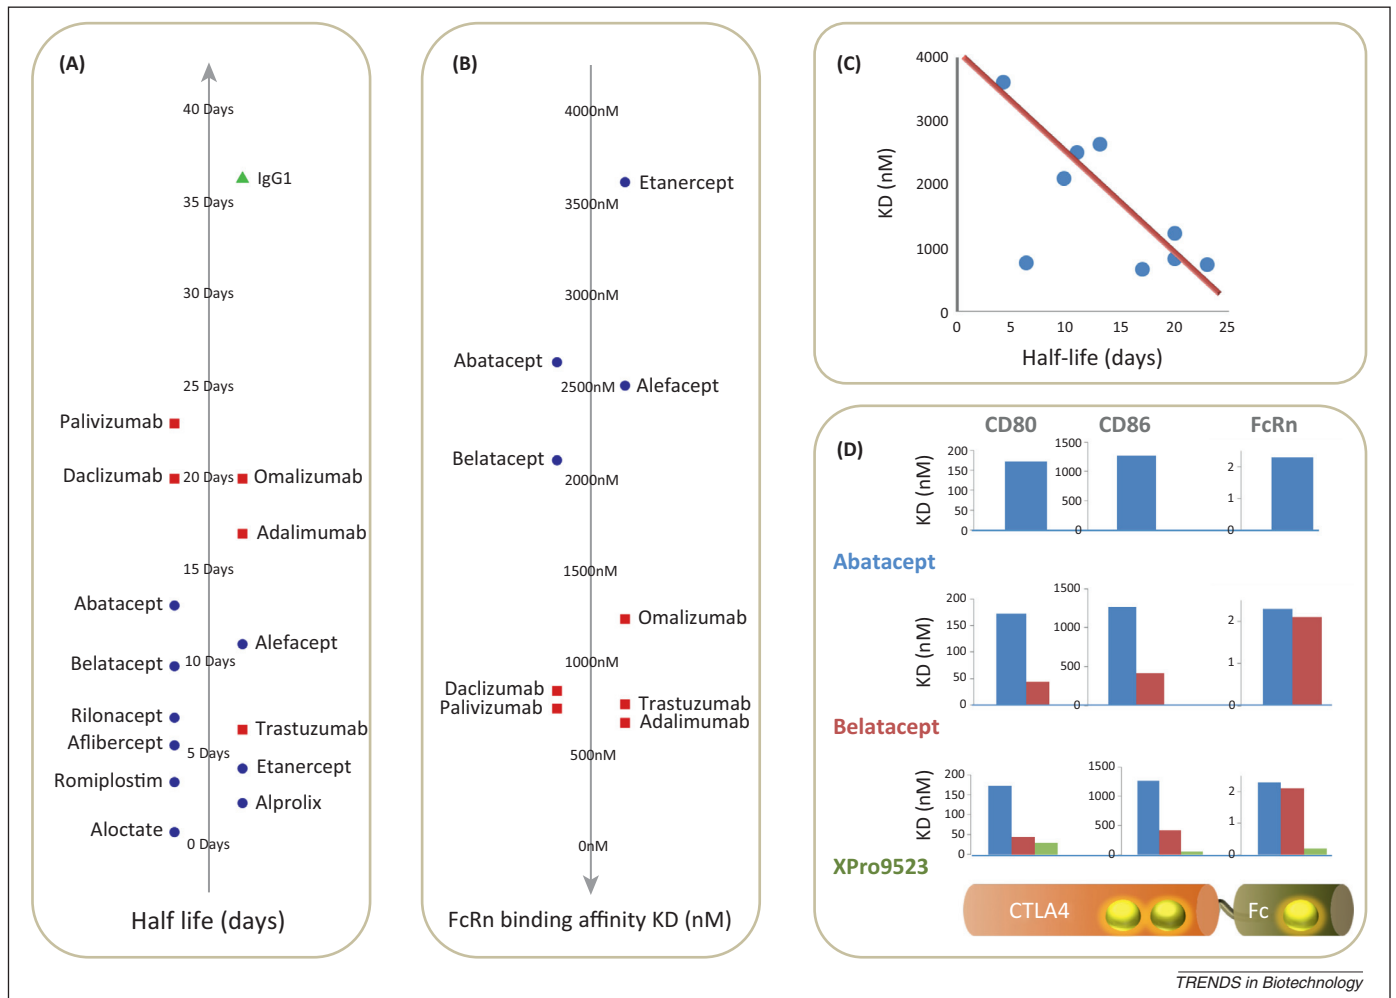 (A)
40 Days
IgG1
35 Days
30 Days
25 Days
Palivizumab
Daclizumab
20 Days
Omalizumab
Adalimumab
15 Days
Abatacept
Alefacept
Belatacept
10 Days
Rilonacept
Trastuzumab
Aflibercept
5 Days
Etanercept
Romiplostim
Alprolix
Aloctate
0 Days
Half life (days)
(B)
4000nM
Etanercept
3500nM
3000nM
Abatacept
2500nM
Alefacept
Belatacept
2000nM
1500nM
Omalizumab
1000nM
Daclizumab
Trastuzumab
Palivizumab
Adalimumab
500nM
0nM
FcRn binding affinity KD (nM)
(C)
4000
3000
2000
1000
0
KD (nM)
0 5 10 15 20 25
Half-life (days)
(D)
CD80 CD86 FcRn
KD (nM)
200
150
100
50
0
1500
1000
500
0
2
1
0
Abatacept
KD (nM)
200
150
100
50
0
1500
1000
500
0
2
1
0
Belatacept
KD (nM)
200
150
100
50
0
1500
1000
500
0
2
1
0
XPro9523
CTLA4
Fc
TRENDS in Biotechnology